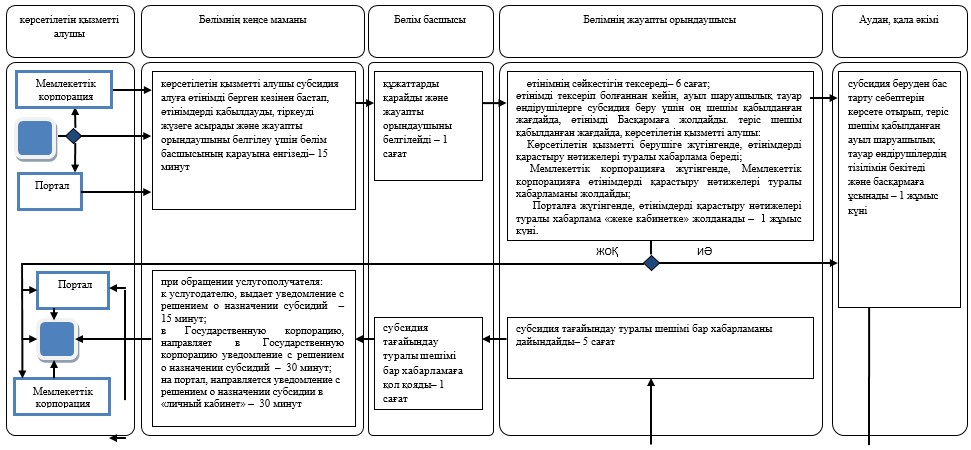 көрсетілетін қызметті
алушы
Бөлімнің кеңсе маманы
Бөлім басшысы
Бөлімнің жауапты орындаушысы
Аудан, қала әкімі
Мемлекеттік
корпорация
Портал
көрсетілетін қызметті алушы субсидия
алуға өтінімді берген кезінен бастап,
өтінімдерді қабылдауды, тіркеуді
жүзеге асырады және жауапты
орындаушыны белгілеу үшін бөлім
басшысының қарауына енгізеді– 15
минут
құжаттарды
қарайды және
жауапты
орындаушыны
белгілейді – 1
сағат
өтінімнің сәйкестігін тексереді– 6 сағат;
өтінімді тексеріп болғаннан кейін, ауыл шаруашылық тауар
өндірушілерге субсидия беру үшін оң шешім қабылданған
жағдайда, өтінімді Басқармаға жолдайды. теріс шешім
қабылданған жағдайда, көрсетілетін қызметті алушы:
Көрсетілетін қызметті берушіге жүгінгенде, өтінімдерді
қарастыру нәтижелері туралы хабарлама береді;
Мемлекеттік корпорацияға жүгінгенде, Мемлекеттік
корпорацияға өтінімдерді қарастыру нәтижелері туралы
хабарламаны жолдайды;
Порталға жүгінгенде, өтінімдерді қарастыру нәтижелері
туралы хабарлама «жеке кабинетке» жолданады – 1 жұмыс
күні.
субсидия беруден бас
тарту себептерін
көрсете отырып, теріс
шешім қабылданған
ауыл шаруашылық
тауар өндірушілердің
тізілімін бекітеді
және басқармаға
ұсынады – 1 жұмыс
күні
ЖОҚ
ИӘ
Портал
Мемлекеттік
корпорация
при обращении услугополучателя:
к услугодателю, выдает уведомление с
решением о назначении субсидий –
15 минут;
в Государственную корпорацию,
направляет в Государственную
корпорацию уведомление с решением
о назначении субсидий – 30 минут;
на портал, направляется уведомление с
решением о назначении субсидии в
«личный кабинет» – 30 минут
субсидия
тағайындау
туралы шешімі
бар хабарламаға
қол қояды– 1
сағат
субсидия тағайындау туралы шешімі бар хабарламаны
дайындайды– 5 сағат